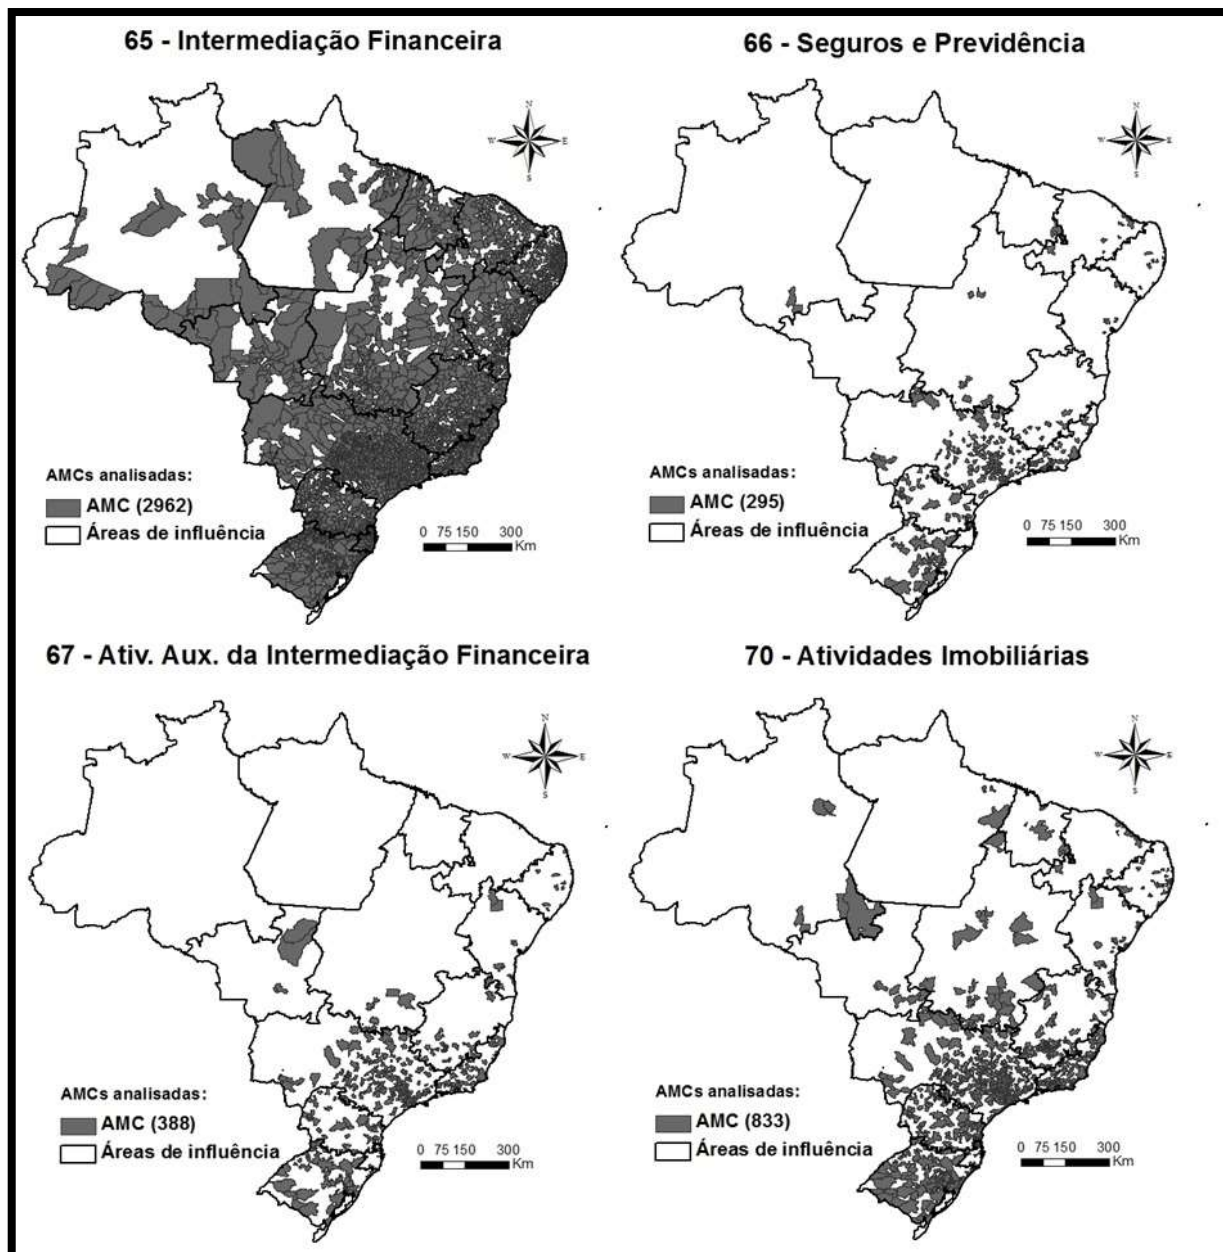 65 - Intermediação Financeira
N
W
E
S
AMCs analisadas:
AMC (2962)
Áreas de influência
0 75 150 300
Km
66 - Seguros e Previdência
N
W
E
S
AMCs analisadas:
AMC (295)
Áreas de influência
0 75 150 300
Km
67 - Ativ. Aux. da Intermediação Financeira
N
W
E
S
AMCs analisadas:
AMC (388)
Áreas de influência
0 75 150 300
Km
70 - Atividades Imobiliárias
N
W
E
S
AMCs analisadas:
AMC (833)
Áreas de influência
0 75 150 300
Km